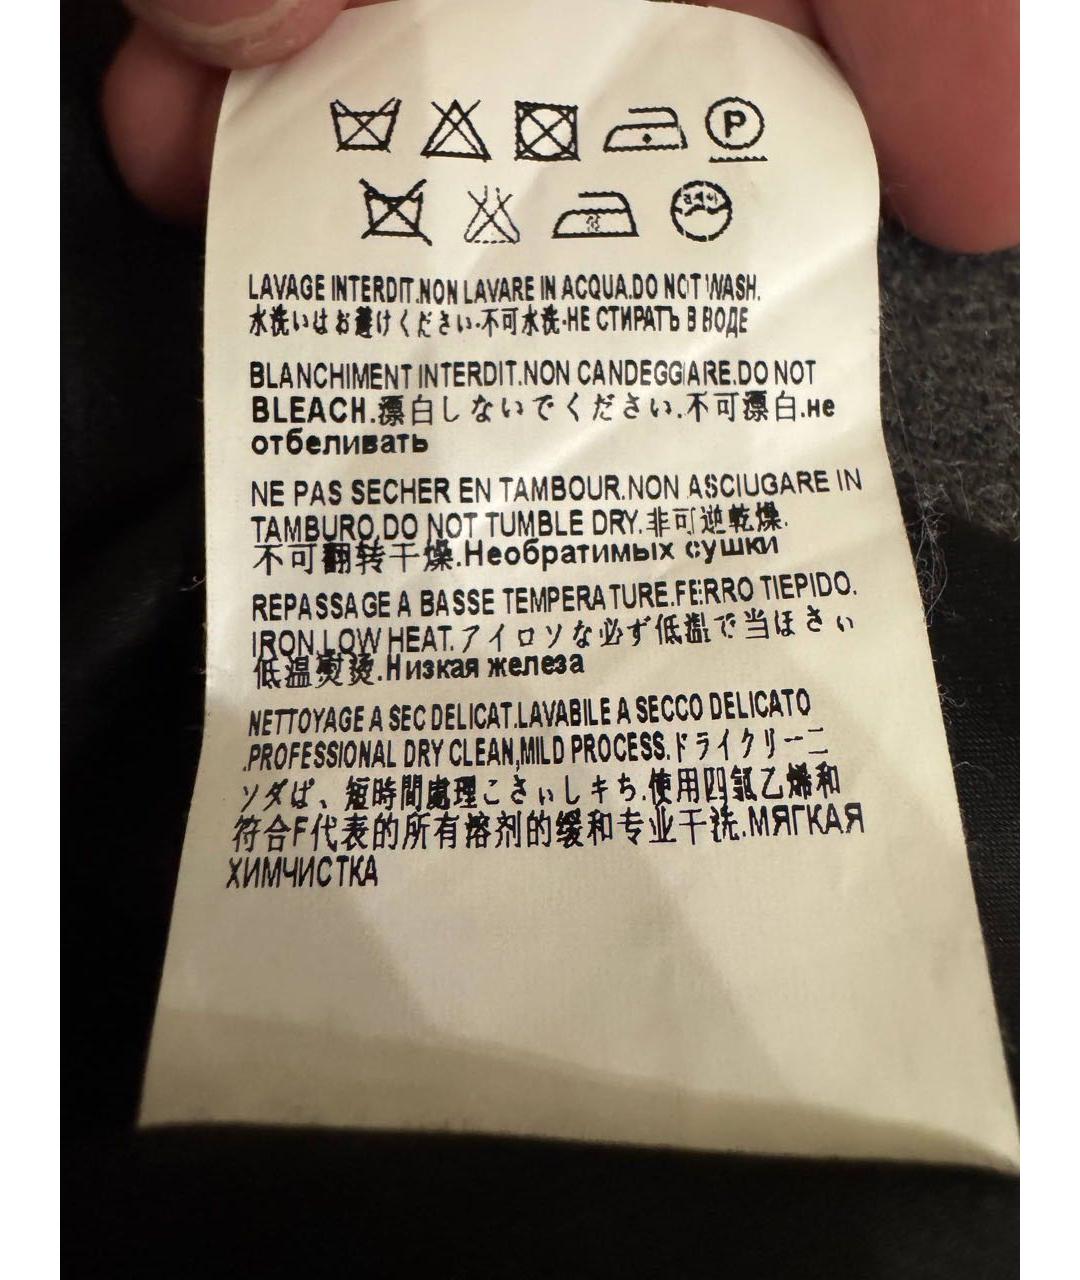 P
LAVAGE INTERDIT.NON LAVARE IN ACQUA.DO NOT WASH.
水洗いはお避けください.不可水洗.НЕ СТИРАТЪ В ВОДЕ
BLANCHIMENT INTERDIT.NON CANDEGGIARE.DO NOT
BLEACH.漂白しないでください.不可漂白.не
отбеливать
NE PAS SECHER EN TAMBOUR.NON ASCIUGARE IN
TAMBURO,DO NOT TUMBLE DRY.非可逆乾燥.
不可翻转干燥.Необратимых сушки
REPASSAGE A BASSE TEMPERATURE.FERRO TIEPIDO.
IRON LOW HEAT.アイロソな必ず低温で当ほさぃ
低温熨烫.Низкая железа
NETTOYAGE A SEC DELICAT.LAVABILE A SECCO DELICATO
.PROFESSIONAL DRY CLEAN,MILD PROCESS.ドライクリーニ
ソダば、短時間處理こさぃしキち.使用四氯乙烯和
符合F代表的所有溶剂的缓和专业干洗.МЯГКАЯ
ХИМЧИСТКА